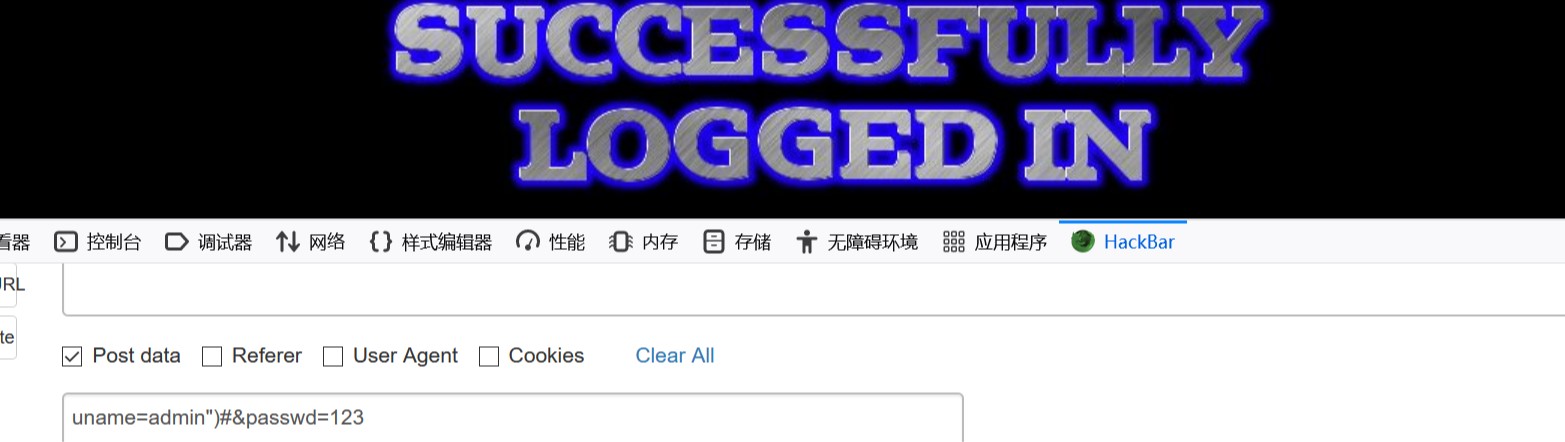 SUCCESSFULLY
LOGGED IN
看器 控制台 调试器 网络 样式编辑器 性能 内存 存储 无障碍环境 应用程序 HackBar
URL
te
Post data Referer User Agent Cookies Clear All
uname=admin")#&passwd=123